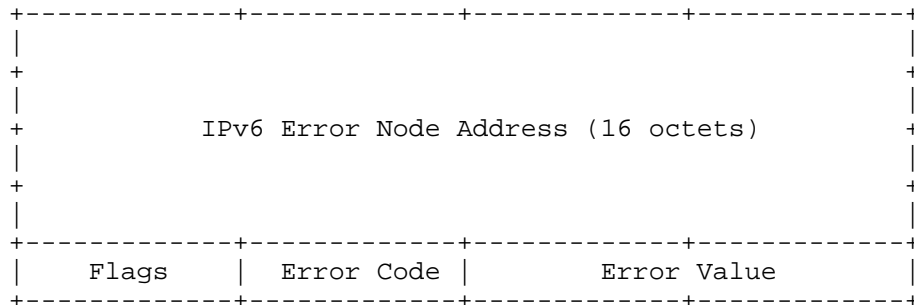 IPv6 Error Node Address (16 octets)
Flags | Error Code | Error Value